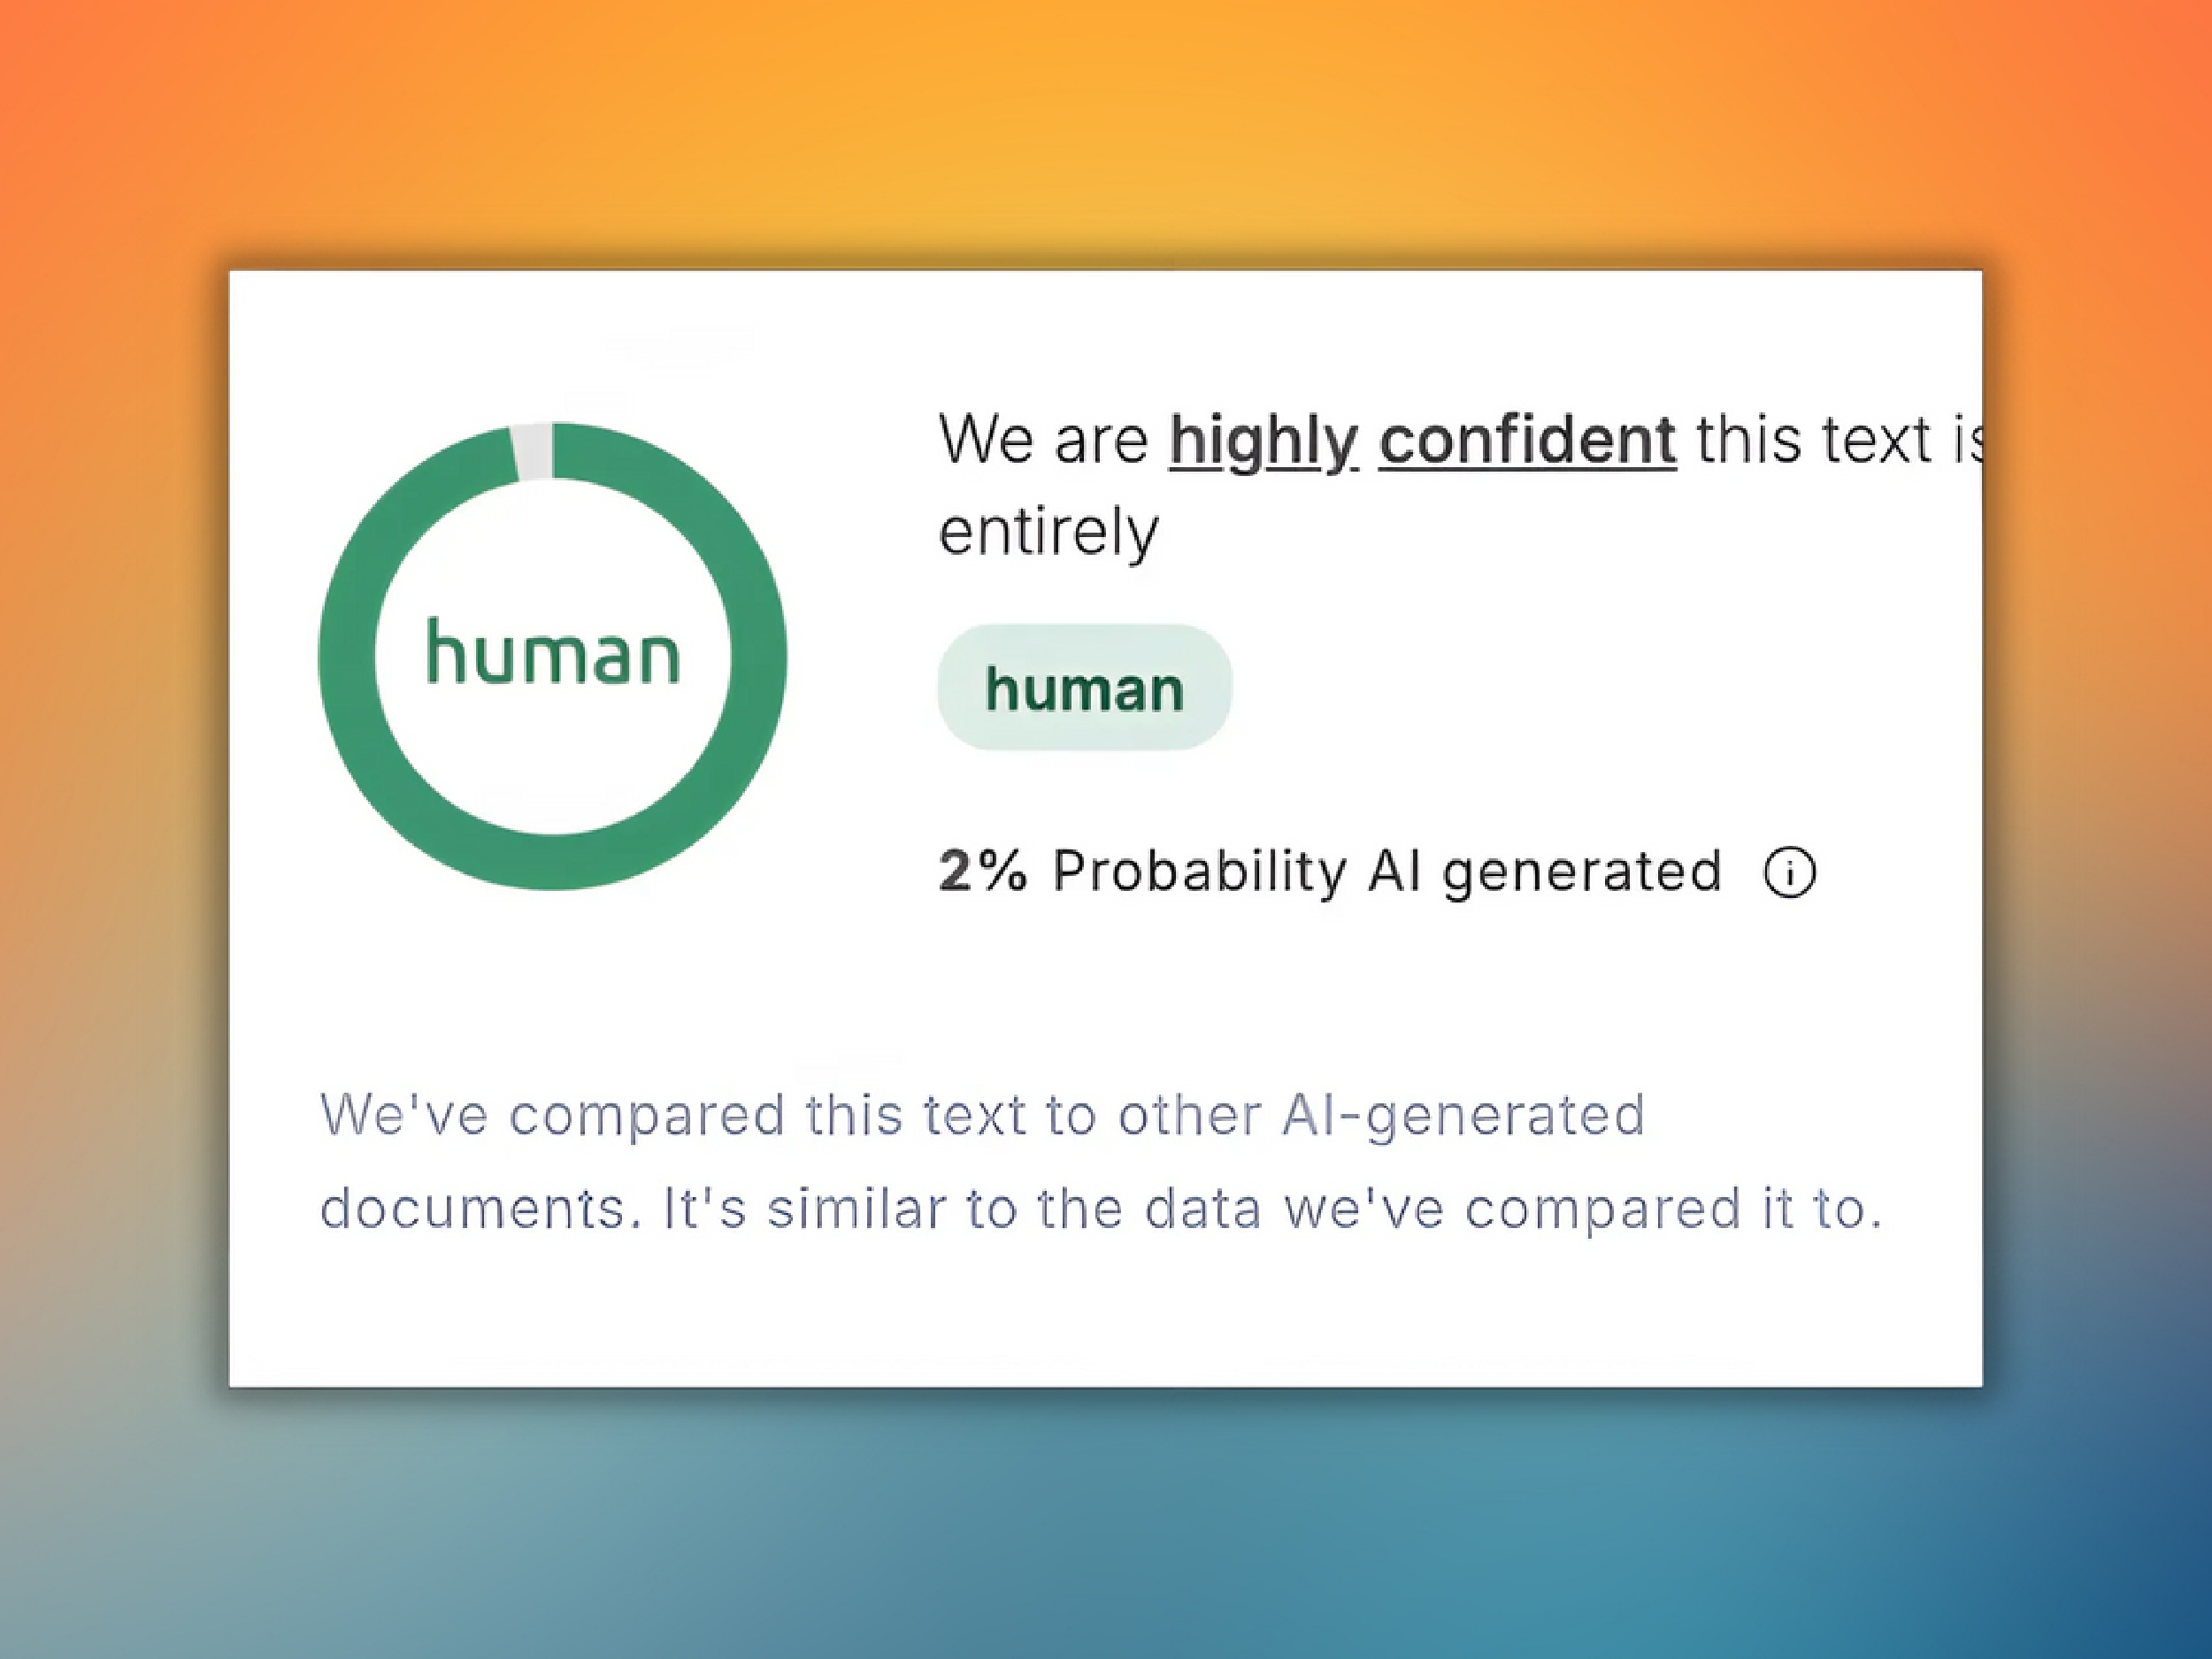 human
We are highly confident this text is
entirely
human
2% Probability AI generated
We've compared this text to other AI-generated
documents. It's similar to the data we've compared it to.